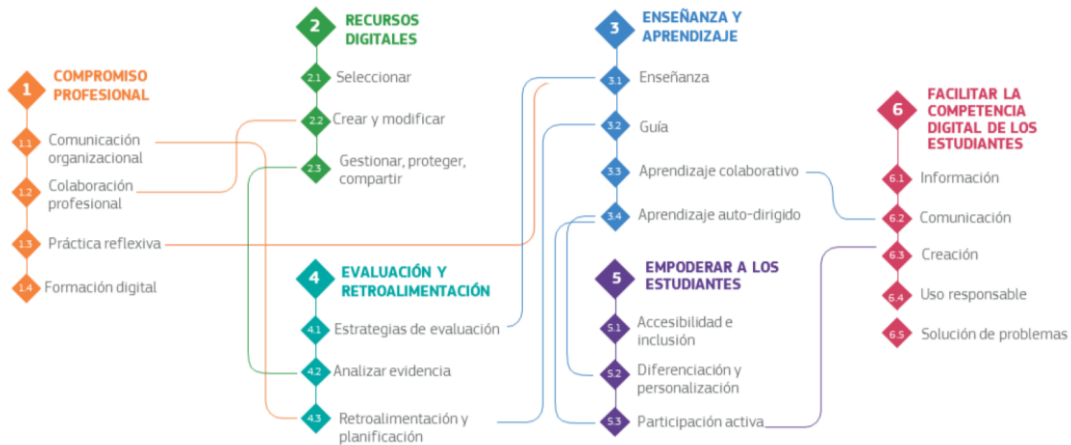 1
COMPROMISO
PROFESIONAL
1.1
Comunicación
organizacional
1.2
Colaboración
profesional
1.3
Práctica reflexiva
1.4
Formación digital
2
RECURSOS
DIGITALES
2.1
Seleccionar
2.2
Crear y modificar
2.3
Gestionar, proteger,
compartir
3
ENSEÑANZA Y
APRENDIZAJE
3.1
Enseñanza
3.2
Guía
3.3
Aprendizaje colaborativo
3.4
Aprendizaje auto-dirigido
4
EVALUACIÓN Y
RETROALIMENTACIÓN
4.1
Estrategias de evaluación
4.2
Analizar evidencia
4.3
Retroalimentación y
planificación
5
EMPODERAR A LOS
ESTUDIANTES
5.1
Accesibilidad e
inclusión
5.2
Diferenciación y
personalización
5.3
Participación activa
6
FACILITAR LA
COMPETENCIA
DIGITAL DE LOS
ESTUDIANTES
6.1
Información
6.2
Comunicación
6.3
Creación
6.4
Uso responsable
6.5
Solución de problemas